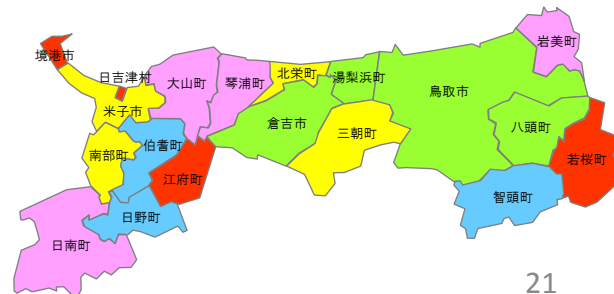 境港市
日吉津村
米子市
大山町
琴浦町
北栄町
湯梨浜町
鳥取市
岩美町
倉吉市
三朝町
八頭町
若桜町
智頭町
南部町
伯耆町
江府町
日野町
日南町
21